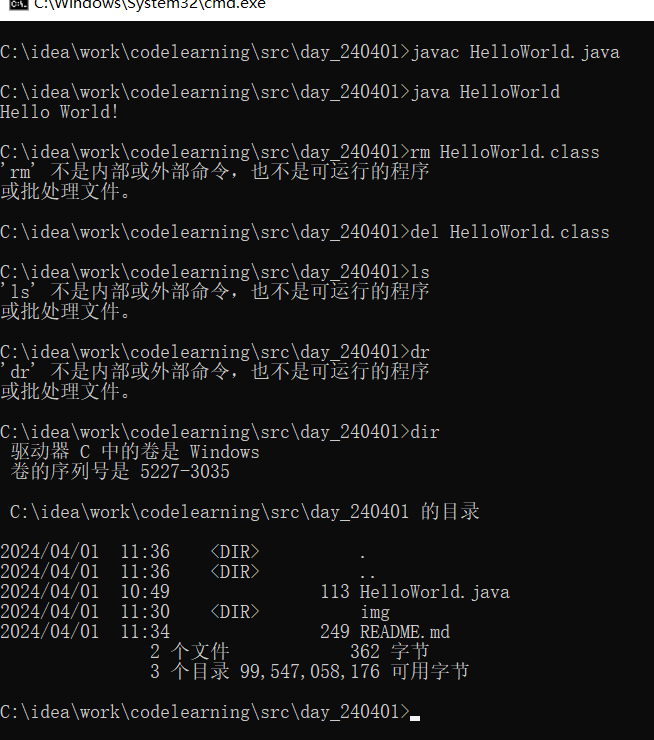 C:\Windows\System32\cmd.exe
C:\idea\work\codelearning\src\day_240401>javac HelloWorld.java
C:\idea\work\codelearning\src\day_240401>java HelloWorld
Hello World!
C:\idea\work\codelearning\src\day_240401>rm HelloWorld.class
'rm' 不是内部或外部命令，也不是可运行的程序
或批处理文件。
C:\idea\work\codelearning\src\day_240401>del HelloWorld.class
C:\idea\work\codelearning\src\day_240401>ls
'ls' 不是内部或外部命令，也不是可运行的程序
或批处理文件。
C:\idea\work\codelearning\src\day_240401>dr
'dr' 不是内部或外部命令，也不是可运行的程序
或批处理文件。
C:\idea\work\codelearning\src\day_240401>dir
驱动器 C 中的卷是 Windows
卷的序列号是 5227-3035
C:\idea\work\codelearning\src\day_240401 的目录
2024/04/01  11:36    <DIR>          .
2024/04/01  11:36    <DIR>          ..
2024/04/01  10:49               113 HelloWorld.java
2024/04/01  11:30    <DIR>          img
2024/04/01  11:34               249 README.md
2 个文件            362 字节
3 个目录 99,547,058,176 可用字节
C:\idea\work\codelearning\src\day_240401>